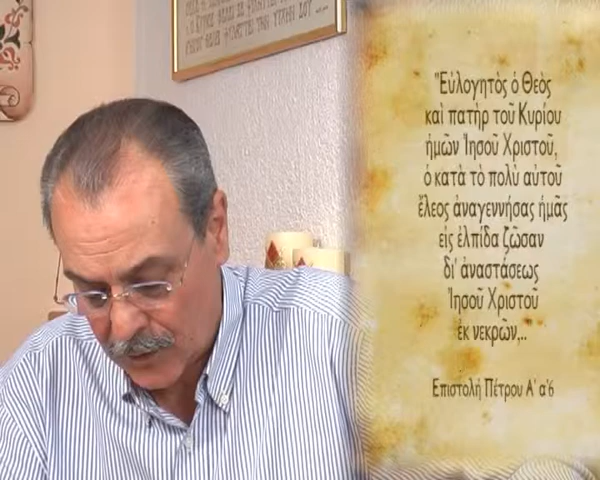 "Εὐλογητὸς ὁ Θεὸς
καὶ πατὴρ τοῦ Κυρίου
ἡμῶν Ἰησοῦ Χριστοῦ,
ὁ κατὰ τὸ πολὺ αὐτοῦ
ἔλεος ἀναγεννήσας ἡμᾶς
εἰς ἐλπίδα ζῶσαν
δι' ἀναστάσεως
Ἰησοῦ Χριστοῦ
ἐκ νεκρῶν,..
Επιστολή Πέτρου Α' α'6